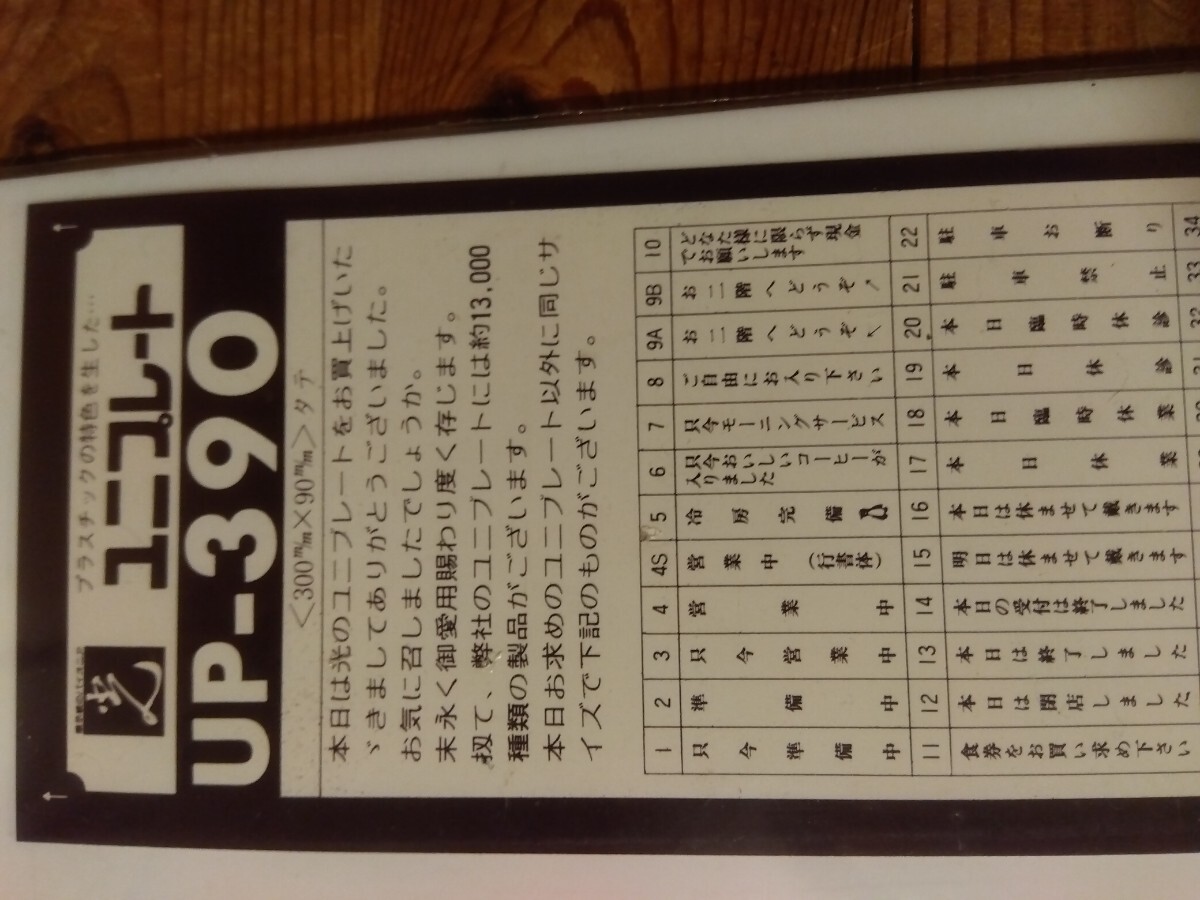 プラスチックの特色を生した…
光
ユニプレート
UP-390
<300m/m×90m/m>タテ
本日は光のユニプレートをお買上げいた
ゞきましてありがとうございました。
お気に召しましたでしょうか。
末永く御愛用賜わり度く存じます。
扨て、弊社のユニプレートには約13,000
種類の製品がございます。
本日お求めのユニプレート以外に同じサ
イズで下記のものがございます。
1 只今準備中
2 準備中
3 只今営業中
4 営業中
4S 営業中(行書体)
5 冷房完備
6 只今おいしいコーヒーが入りました
7 只今モーニングサービス
8 ご自由にお入り下さい
9A お二階へどうぞ↖
9B お二階へどうぞ↗
10 どなた様に限らず現金でお願いします
11 食券をお買い求め下さい
12 本日は閉店しました
13 本日は終了しました
14 本日の受付は終了しました
15 明日は休ませて戴きます
16 本日は休ませて戴きます
17 本日休業
18 本日臨時休業
19 本日休診
20 本日臨時休診
21 駐車禁止
22 駐車お断り
32
33
34